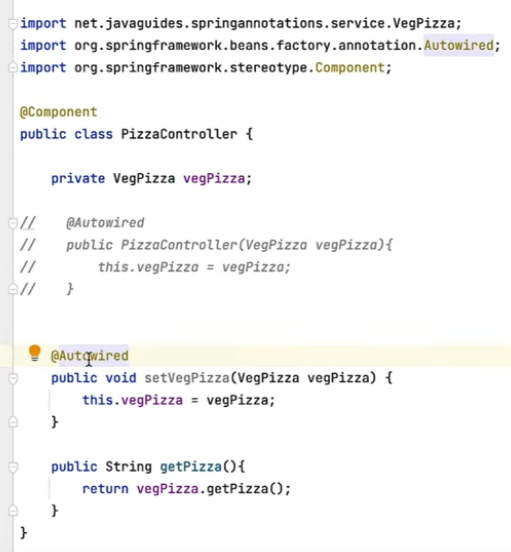 import net.javaguides.springannotations.service.VegPizza;
import org.springframework.beans.factory.annotation.Autowired;
import org.springframework.stereotype.Component;
@Component
public class PizzaController {
private VegPizza vegPizza;
//    @Autowired
//    public PizzaController(VegPizza vegPizza){
//        this.vegPizza = vegPizza;
//    }
@Autowired
public void setVegPizza(VegPizza vegPizza) {
this.vegPizza = vegPizza;
}
public String getPizza(){
return vegPizza.getPizza();
}
}